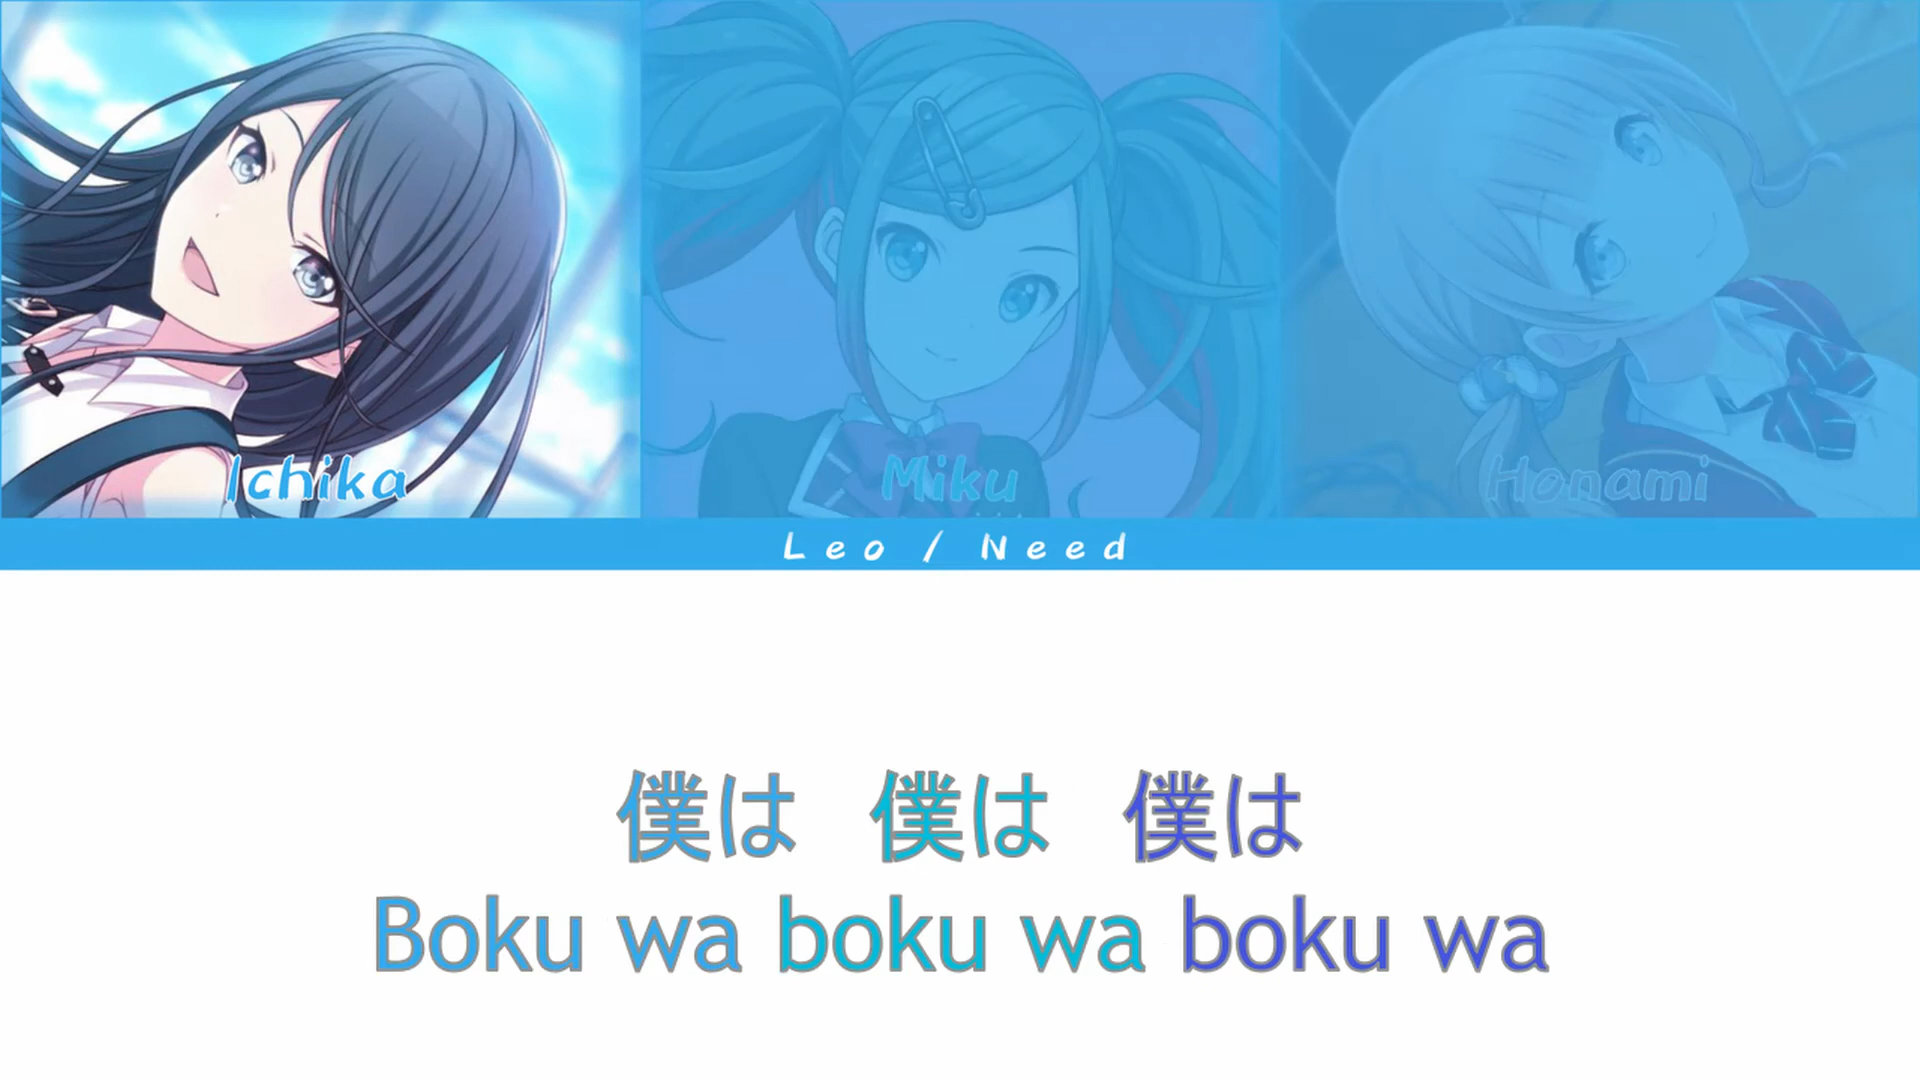 Ichika Miku Honami
Leo / Need
僕は 僕は 僕は
Boku wa boku wa boku wa